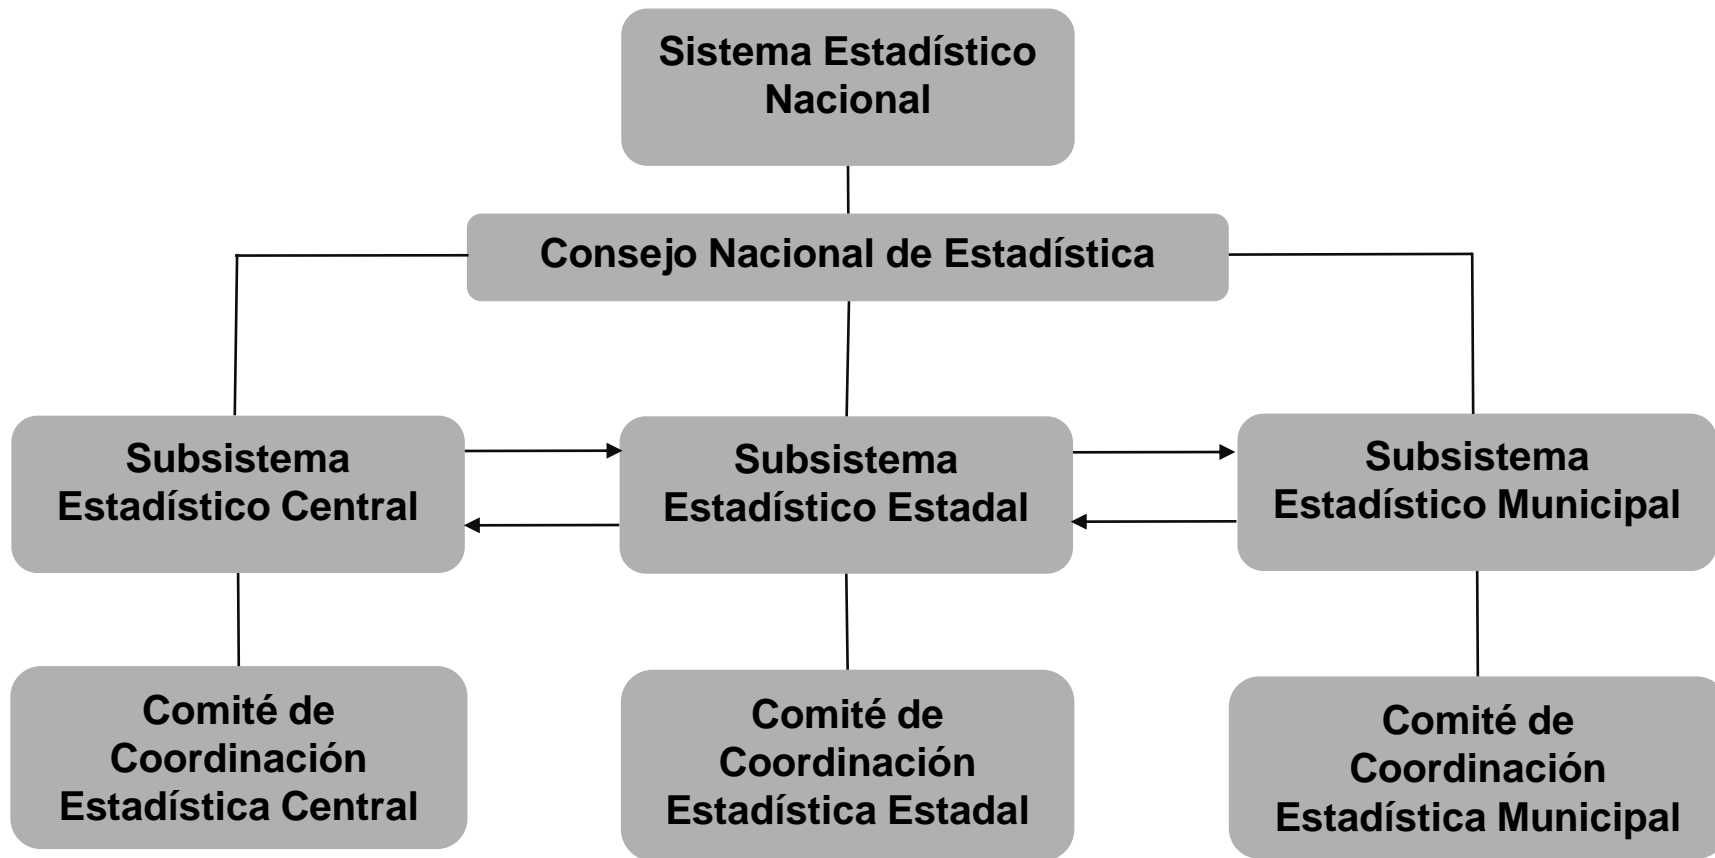 Sistema Estadístico
Nacional
Consejo Nacional de Estadística
Subsistema
Estadístico Central
Subsistema
Estadístico Estadal
Subsistema
Estadístico Municipal
Comité de
Coordinación
Estadística Central
Comité de
Coordinación
Estadística Estadal
Comité de
Coordinación
Estadística Municipal